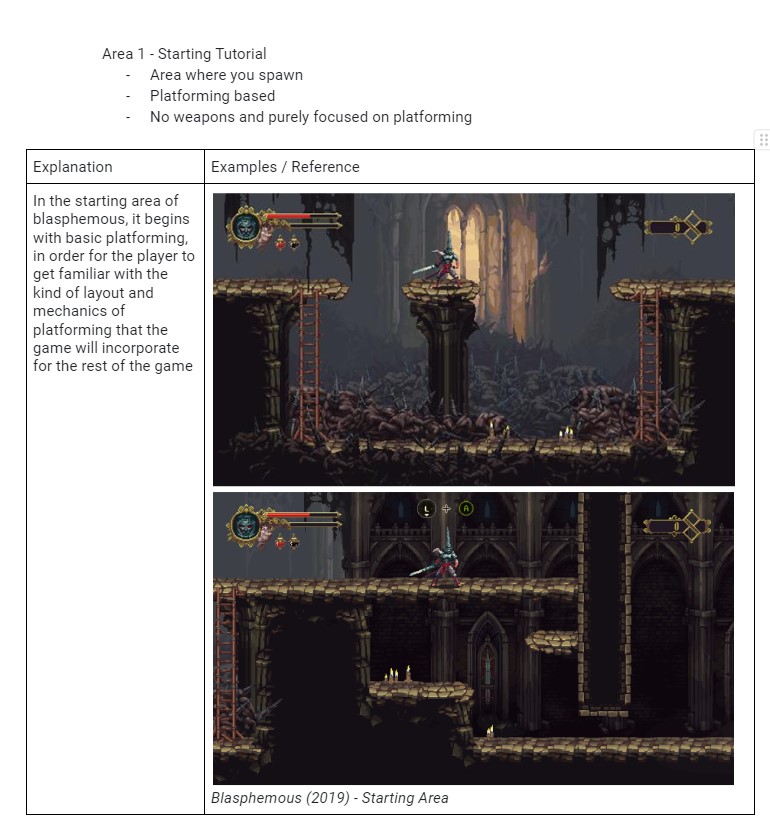 Area 1 - Starting Tutorial
- Area where you spawn
- Platforming based
- No weapons and purely focused on platforming
Explanation
Examples / Reference
In the starting area of
blasphemous, it begins
with basic platforming,
in order for the player to
get familiar with the
kind of layout and
mechanics of
platforming that the
game will incorporate
for the rest of the game
0
L + A
0
Blasphemous (2019) - Starting Area